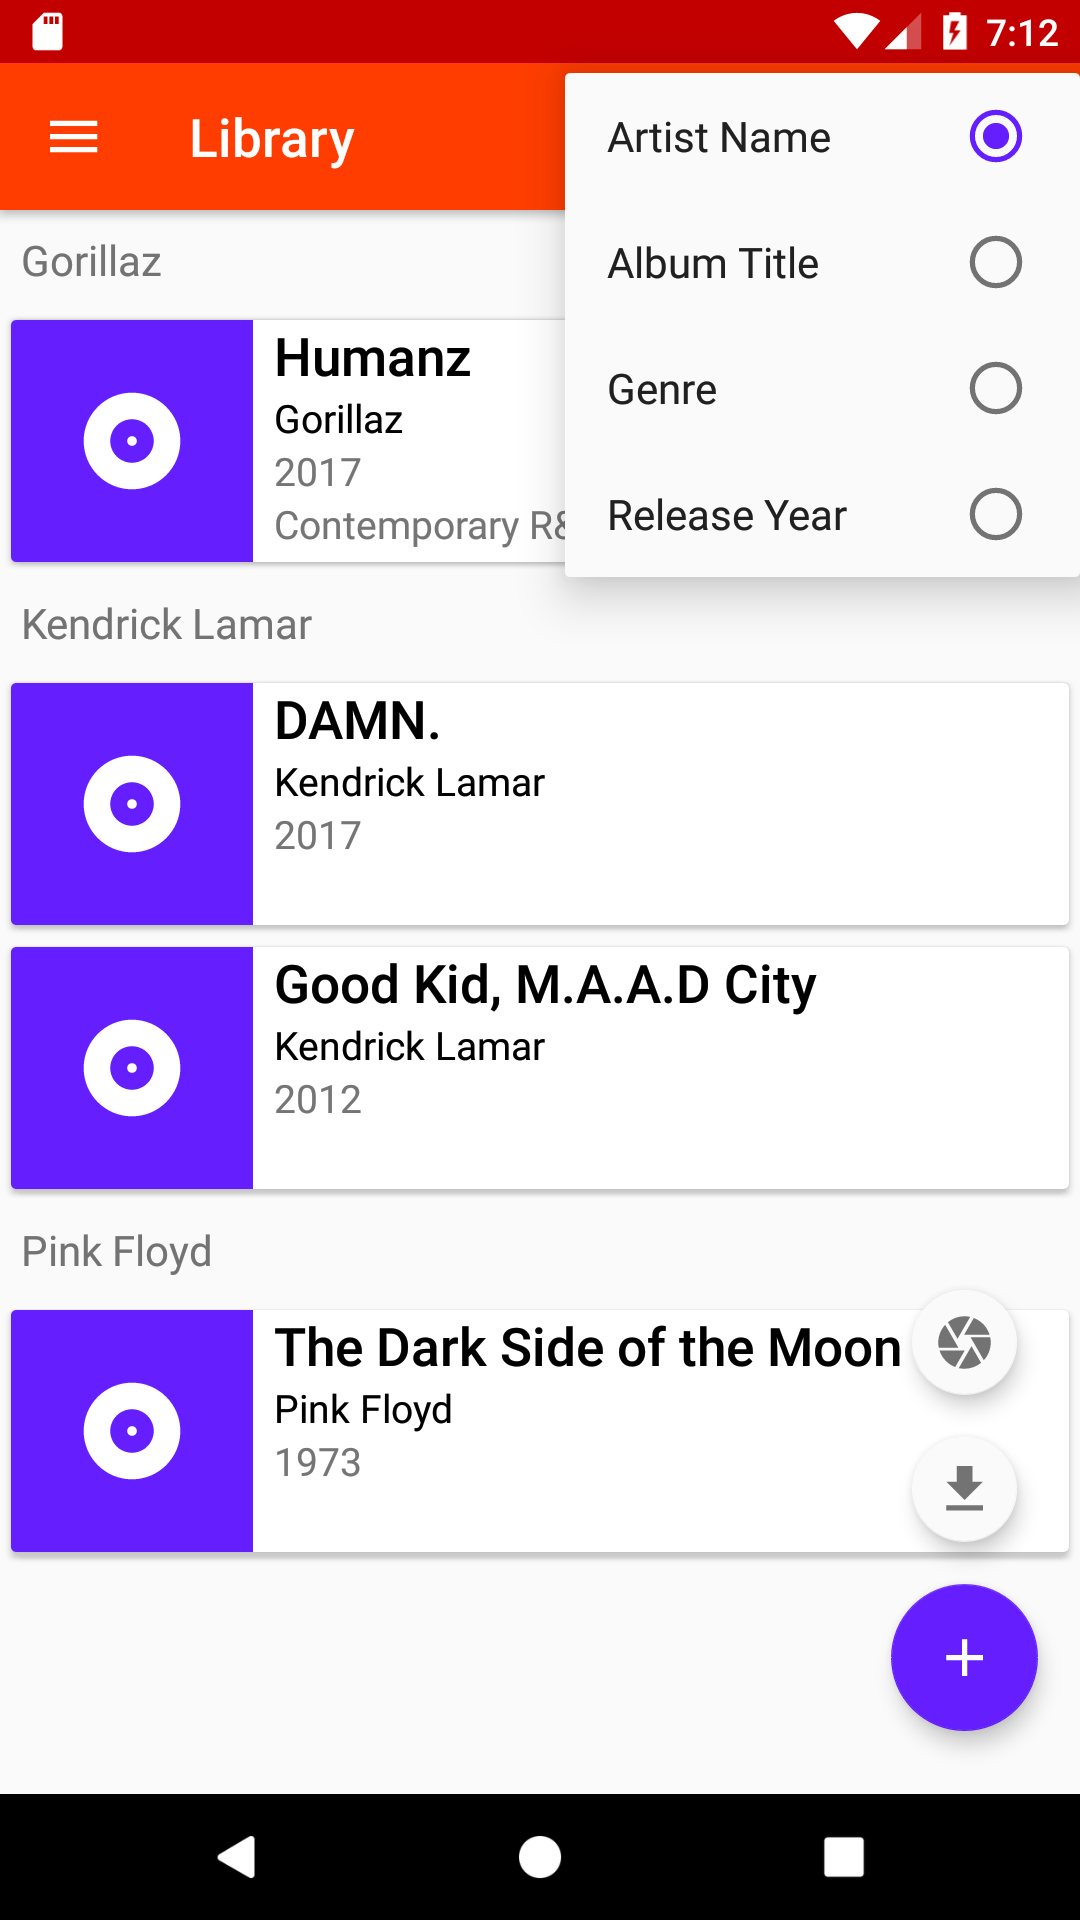 7:12
Library
Artist Name
Album Title
Genre
Release Year
Gorillaz
Humanz
Gorillaz
2017
Contemporary R&
Kendrick Lamar
DAMN.
Kendrick Lamar
2017
Good Kid, M.A.A.D City
Kendrick Lamar
2012
Pink Floyd
The Dark Side of the Moon
Pink Floyd
1973